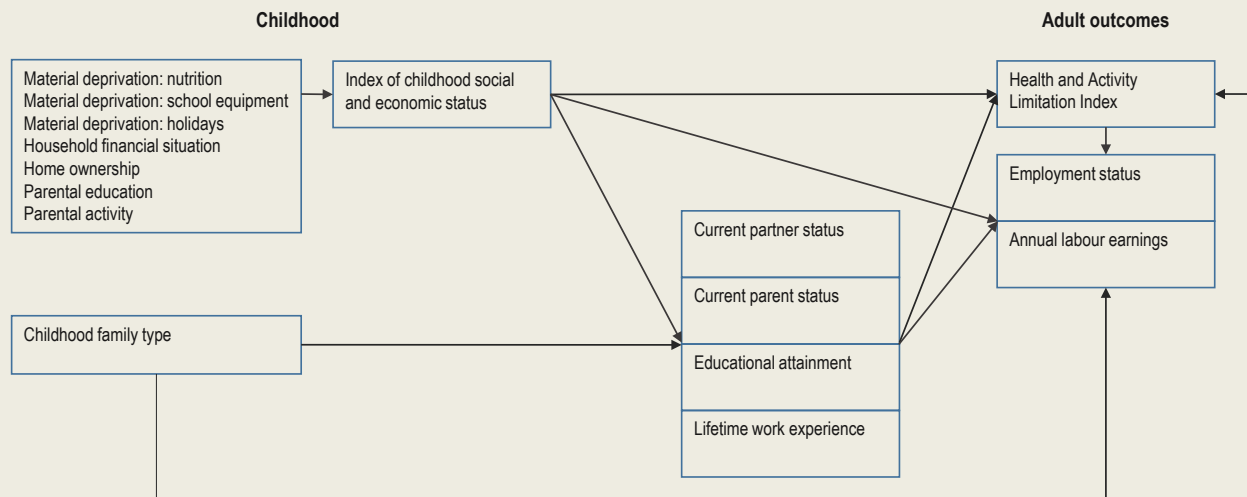 Childhood
Adult outcomes
Material deprivation: nutrition
Material deprivation: school equipment
Material deprivation: holidays
Household financial situation
Home ownership
Parental education
Parental activity
Index of childhood social
and economic status
Health and Activity
Limitation Index
Employment status
Annual labour earnings
Current partner status
Current parent status
Educational attainment
Lifetime work experience
Childhood family type